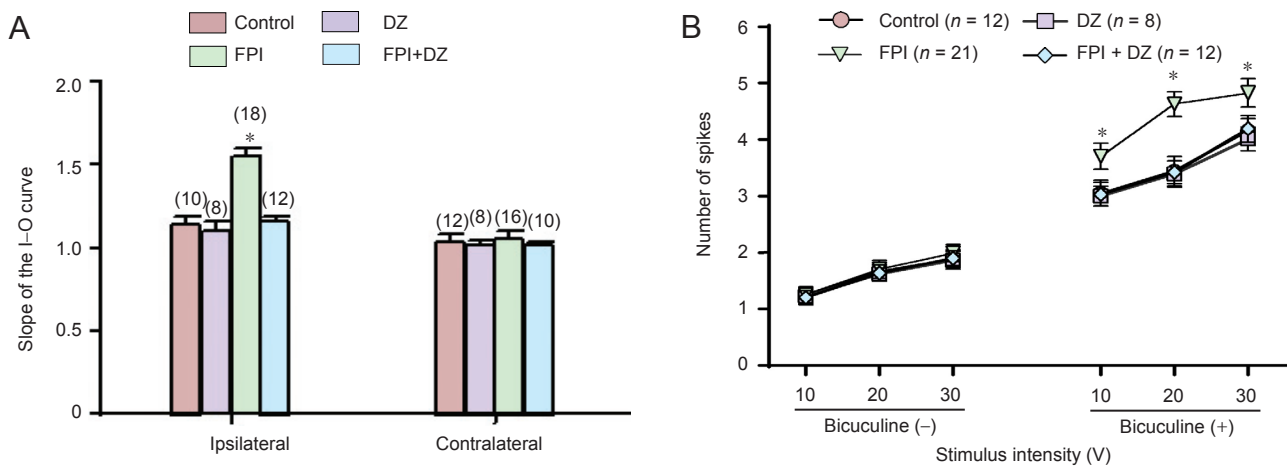 A
Control
DZ
FPI
FPI+DZ
Slope of the I–O curve
2.0
1.5
1.0
0.5
0
(10)
(8)
(18)
*
(12)
(12)
(8)
(16)
(10)
Ipsilateral
Contralateral
B
Control (n = 12)
DZ (n = 8)
FPI (n = 21)
FPI + DZ (n = 12)
Number of spikes
6
5
4
3
2
1
0
*
*
*
10
20
30
10
20
30
Bicuculine (–)
Bicuculine (+)
Stimulus intensity (V)